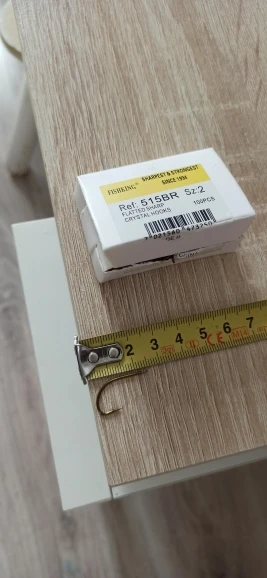 FISHKING®
SHARPEST & STRONGEST
SINCE 1956
Ref: 515BR Sz:2
FLATTED SHARP
CRYSTAL HOOKS
100PCS
2 3 4 5 6 7
CE